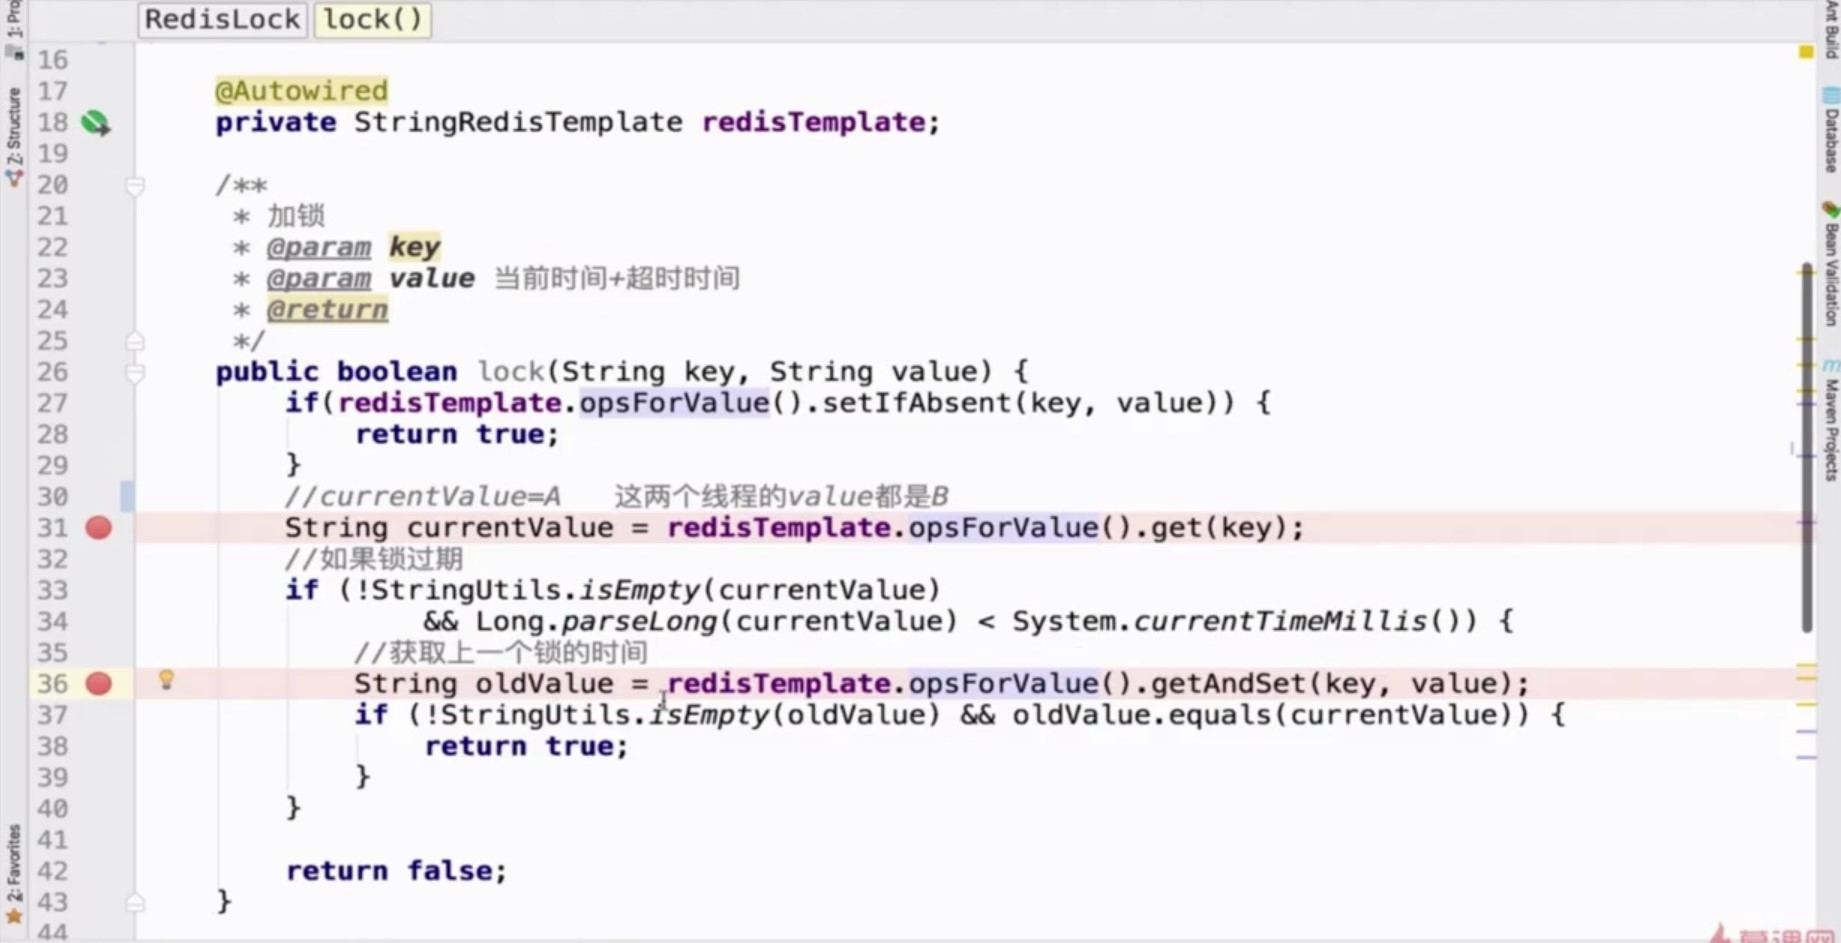 RedisLock lock()
16
17 @Autowired
18 private StringRedisTemplate redisTemplate;
19
20 /**
21 * 加锁
22 * @param key
23 * @param value 当前时间+超时时间
24 * @return
25 */
26 public boolean lock(String key, String value) {
27 if(redisTemplate.opsForValue().setIfAbsent(key, value)) {
28 return true;
29 }
30 //currentValue=A 这两个线程的value都是B
31 String currentValue = redisTemplate.opsForValue().get(key);
32 //如果锁过期
33 if (!StringUtils.isEmpty(currentValue)
34 && Long.parseLong(currentValue) < System.currentTimeMillis()) {
35 //获取上一个锁的时间
36 String oldValue = redisTemplate.opsForValue().getAndSet(key, value);
37 if (!StringUtils.isEmpty(oldValue) && oldValue.equals(currentValue)) {
38 return true;
39 }
40 }
41
42 return false;
43 }
44
Z: Structure
2: Favorites
Ant Build
Database
Bean Validation
Maven Projects
慕课网